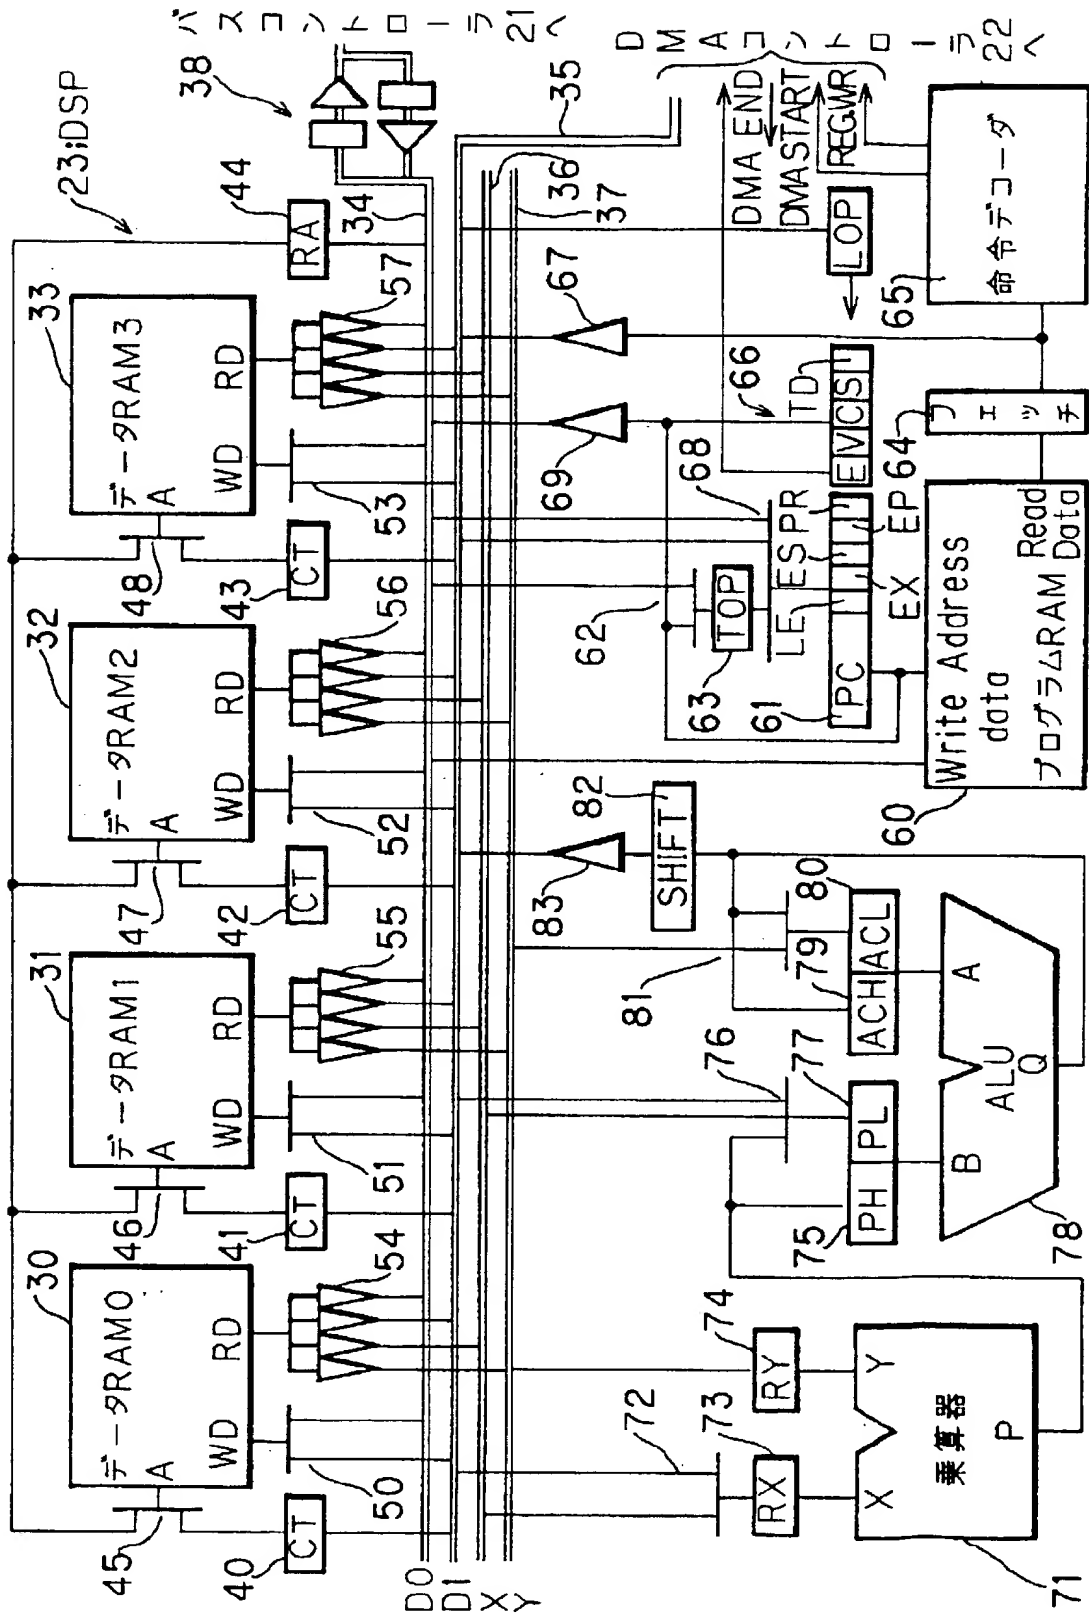 23;DSP
バスコントローラ21へ
38
30
データRAM0
A
WD
RD
31
データRAM1
A
WD
RD
32
データRAM2
A
WD
RD
33
データRAM3
A
WD
RD
44
RA
34
45
40
CT
50
54
46
41
CT
51
55
47
42
CT
52
56
48
43
CT
53
57
D0
D1
X
Y
35
36
37
DMAコントローラ22へ
DMA END
DMASTART
REGWR
72
RX
73
RY
74
X
Y
乗算器
P
71
76
75
PH
PL
77
81
79
ACH
ACL
80
B
A
ALU
Q
78
83
SHIFT
82
62
63
TOP
68
69
67
61
PC
LE
EX
ES
EP
PR
E
V
C
S
TD
66
LOP
60
Write Address
data
プログラムRAM
Read
Data
64
フェッチ
65
命令デコーダ